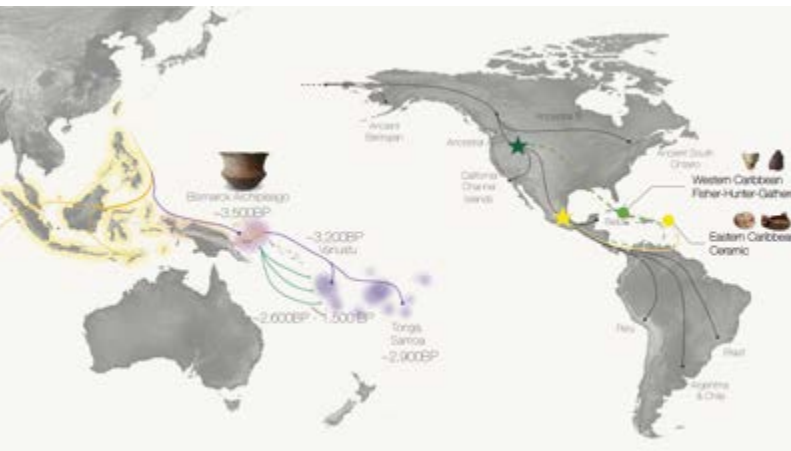 Ancient
Beringian
Ancestral A
Ancestral B
Ancient South
Ontario
California
Channel
Islands
Western Caribbean
Fisher-Hunter-Gather
Eastern Caribbea
Ceramic
Bismarck Archipelago
~3,500BP
~3,200BP
Vanuatu
~2,600BP - 1,500 BP
Tonga,
Samoa
~2,900BP
Peru
Brazil
Argentina
& Chile